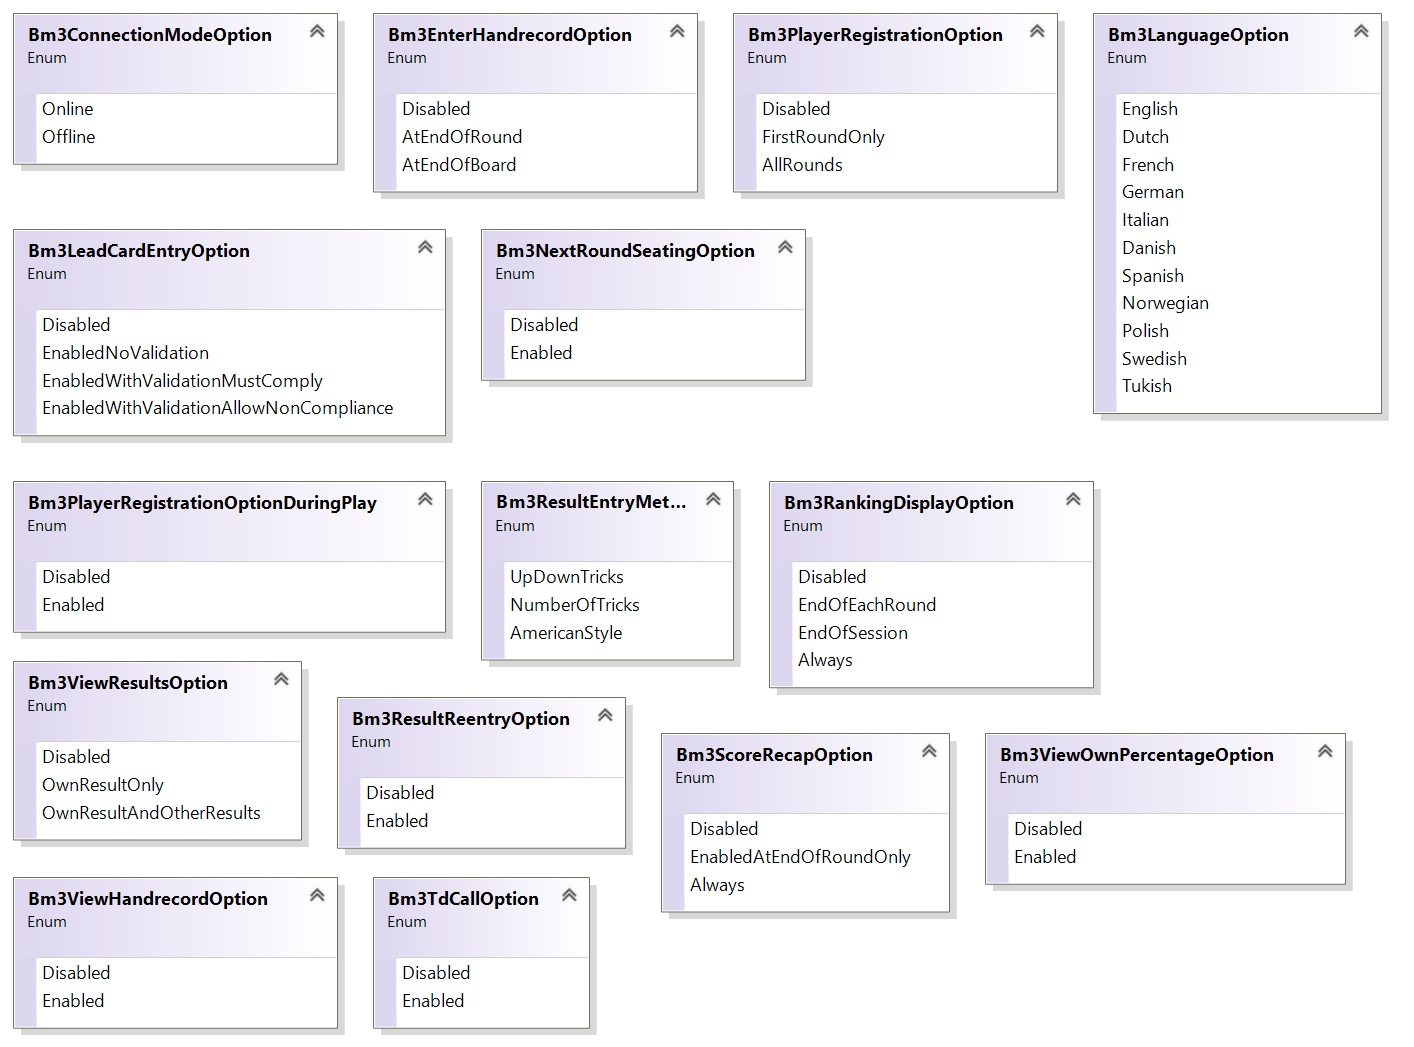 Bm3ConnectionModeOption
Enum
Online
Offline
Bm3EnterHandrecordOption
Enum
Disabled
AtEndOfRound
AtEndOfBoard
Bm3PlayerRegistrationOption
Enum
Disabled
FirstRoundOnly
AllRounds
Bm3LanguageOption
Enum
English
Dutch
French
German
Italian
Danish
Spanish
Norwegian
Polish
Swedish
Tukish
Bm3LeadCardEntryOption
Enum
Disabled
EnabledNoValidation
EnabledWithValidationMustComply
EnabledWithValidationAllowNonCompliance
Bm3NextRoundSeatingOption
Enum
Disabled
Enabled
Bm3PlayerRegistrationOptionDuringPlay
Enum
Disabled
Enabled
Bm3ResultEntryMet...
Enum
UpDownTricks
NumberOfTricks
AmericanStyle
Bm3RankingDisplayOption
Enum
Disabled
EndOfEachRound
EndOfSession
Always
Bm3ViewResultsOption
Enum
Disabled
OwnResultOnly
OwnResultAndOtherResults
Bm3ResultReentryOption
Enum
Disabled
Enabled
Bm3ScoreRecapOption
Enum
Disabled
EnabledAtEndOfRoundOnly
Always
Bm3ViewOwnPercentageOption
Enum
Disabled
Enabled
Bm3ViewHandrecordOption
Enum
Disabled
Enabled
Bm3TdCallOption
Enum
Disabled
Enabled